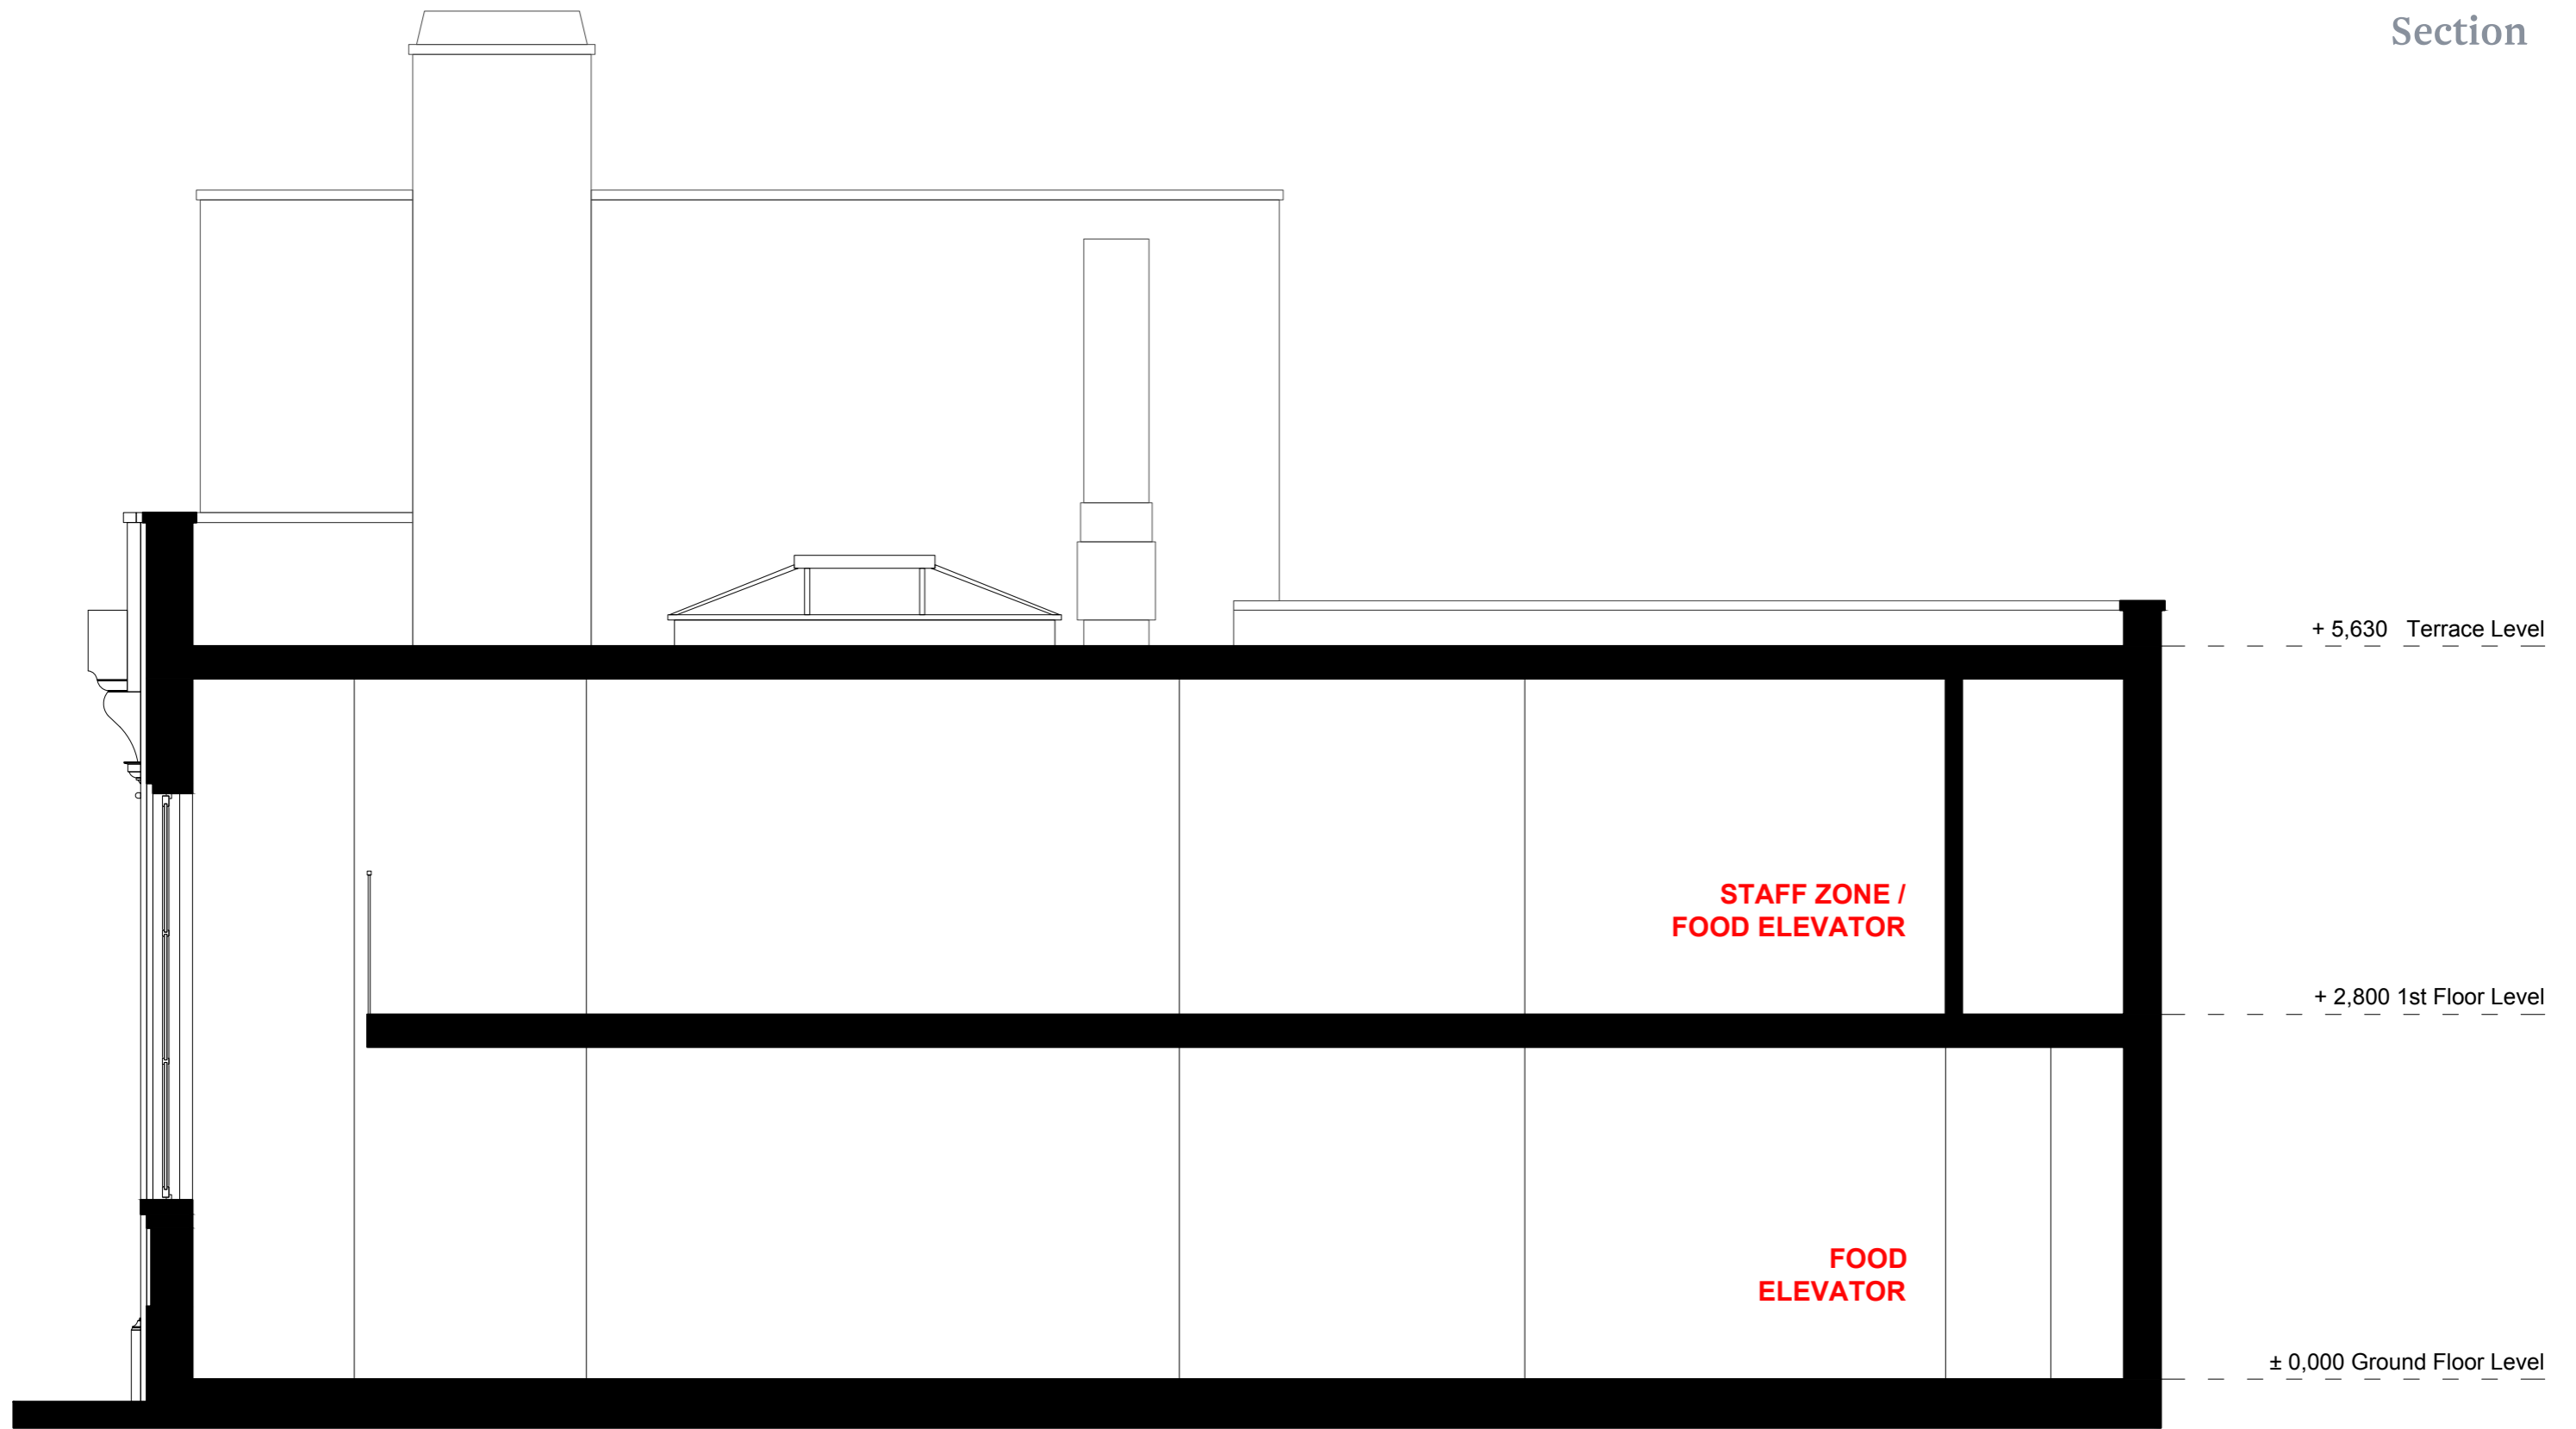 Section
+ 5,630 Terrace Level
STAFF ZONE /
FOOD ELEVATOR
+ 2,800 1st Floor Level
FOOD
ELEVATOR
± 0,000 Ground Floor Level